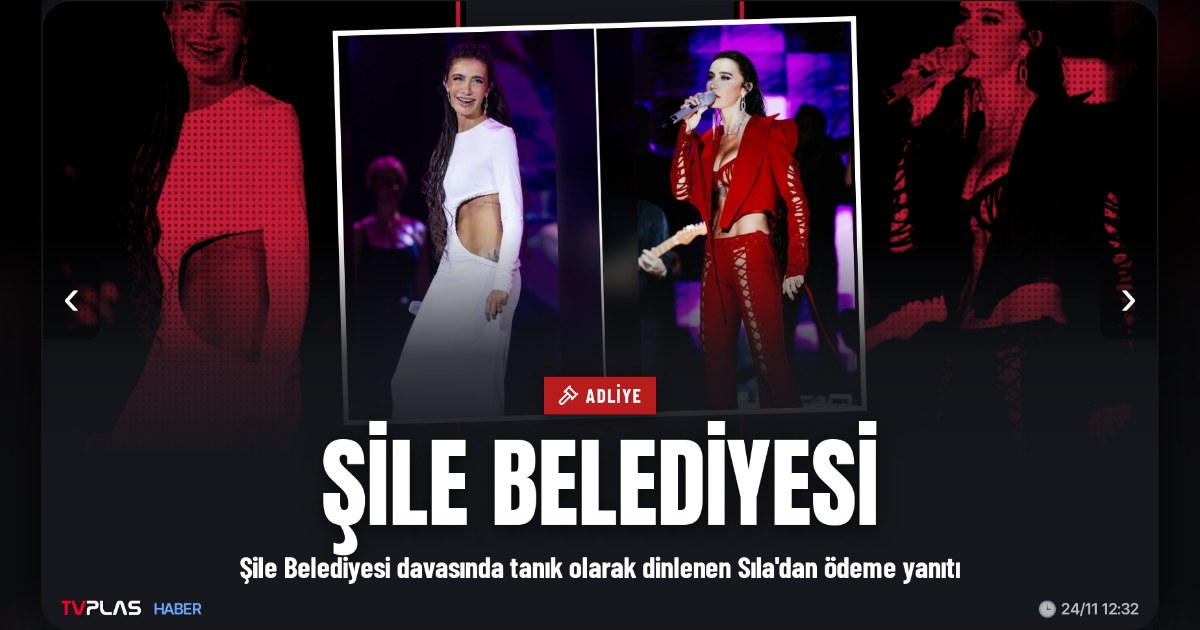 ADLİYE
ŞİLE BELEDİYESİ
Şile Belediyesi davasında tanık olarak dinlenen Sıla'dan ödeme yanıtı
TVPLAS HABER
24/11 12:32